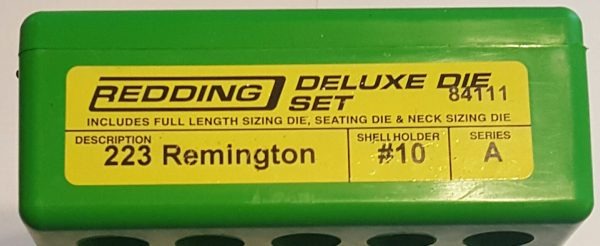 REDDING DELUXE DIE
SET 84111
INCLUDES FULL LENGTH SIZING DIE, SEATING DIE & NECK SIZING DIE
DESCRIPTION SHELLHOLDER SERIES
223 Remington #10 A